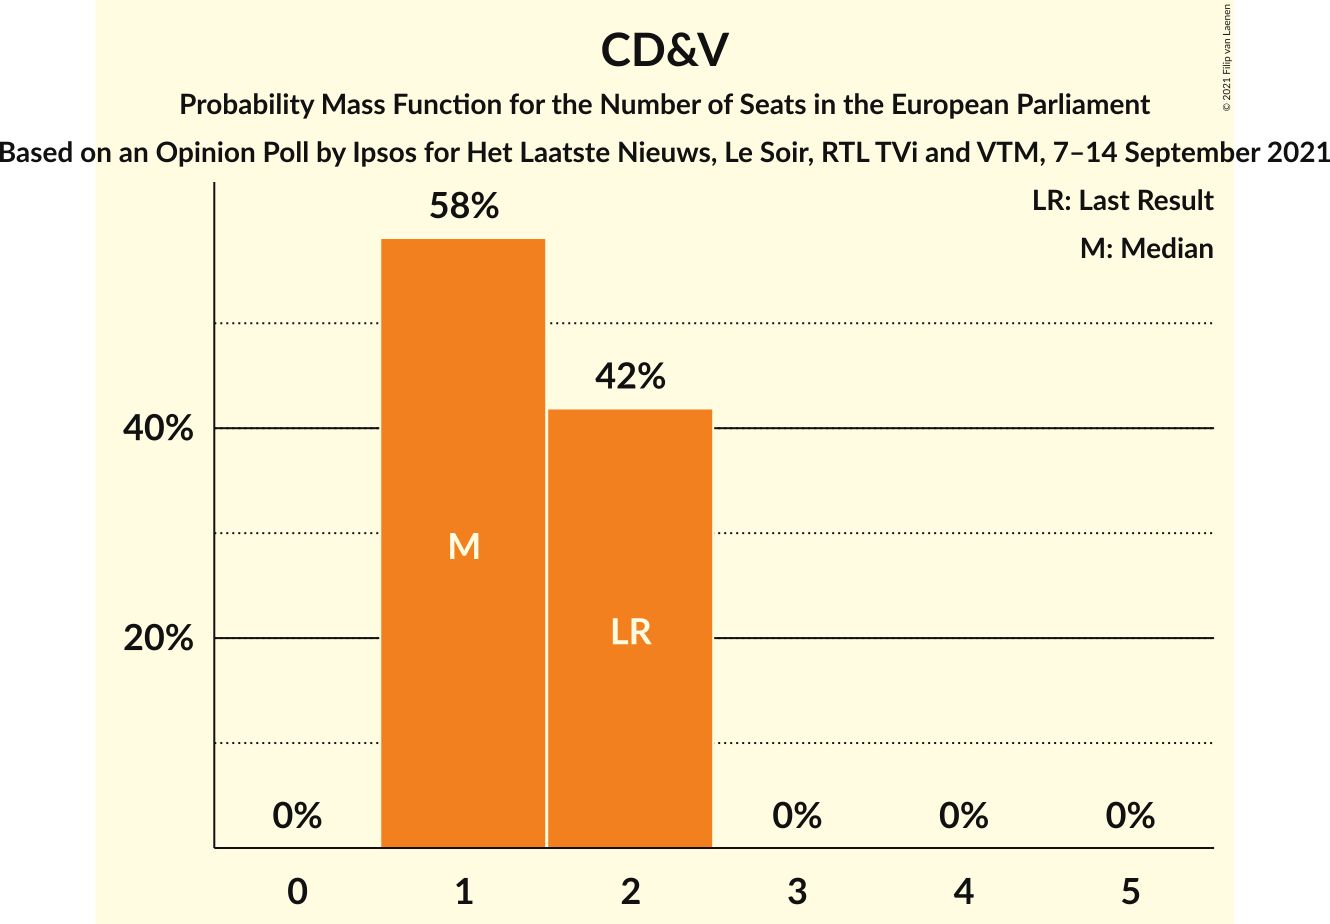 CD&V
Probability Mass Function for the Number of Seats in the European Parliament
Based on an Opinion Poll by Ipsos for Het Laatste Nieuws, Le Soir, RTL TVi and VTM, 7–14 September 2021
© 2021 Filip van Laenen
LR: Last Result
M: Median
58%
42%
40%
M
LR
20%
0%
0%
0%
0%
0
1
2
3
4
5